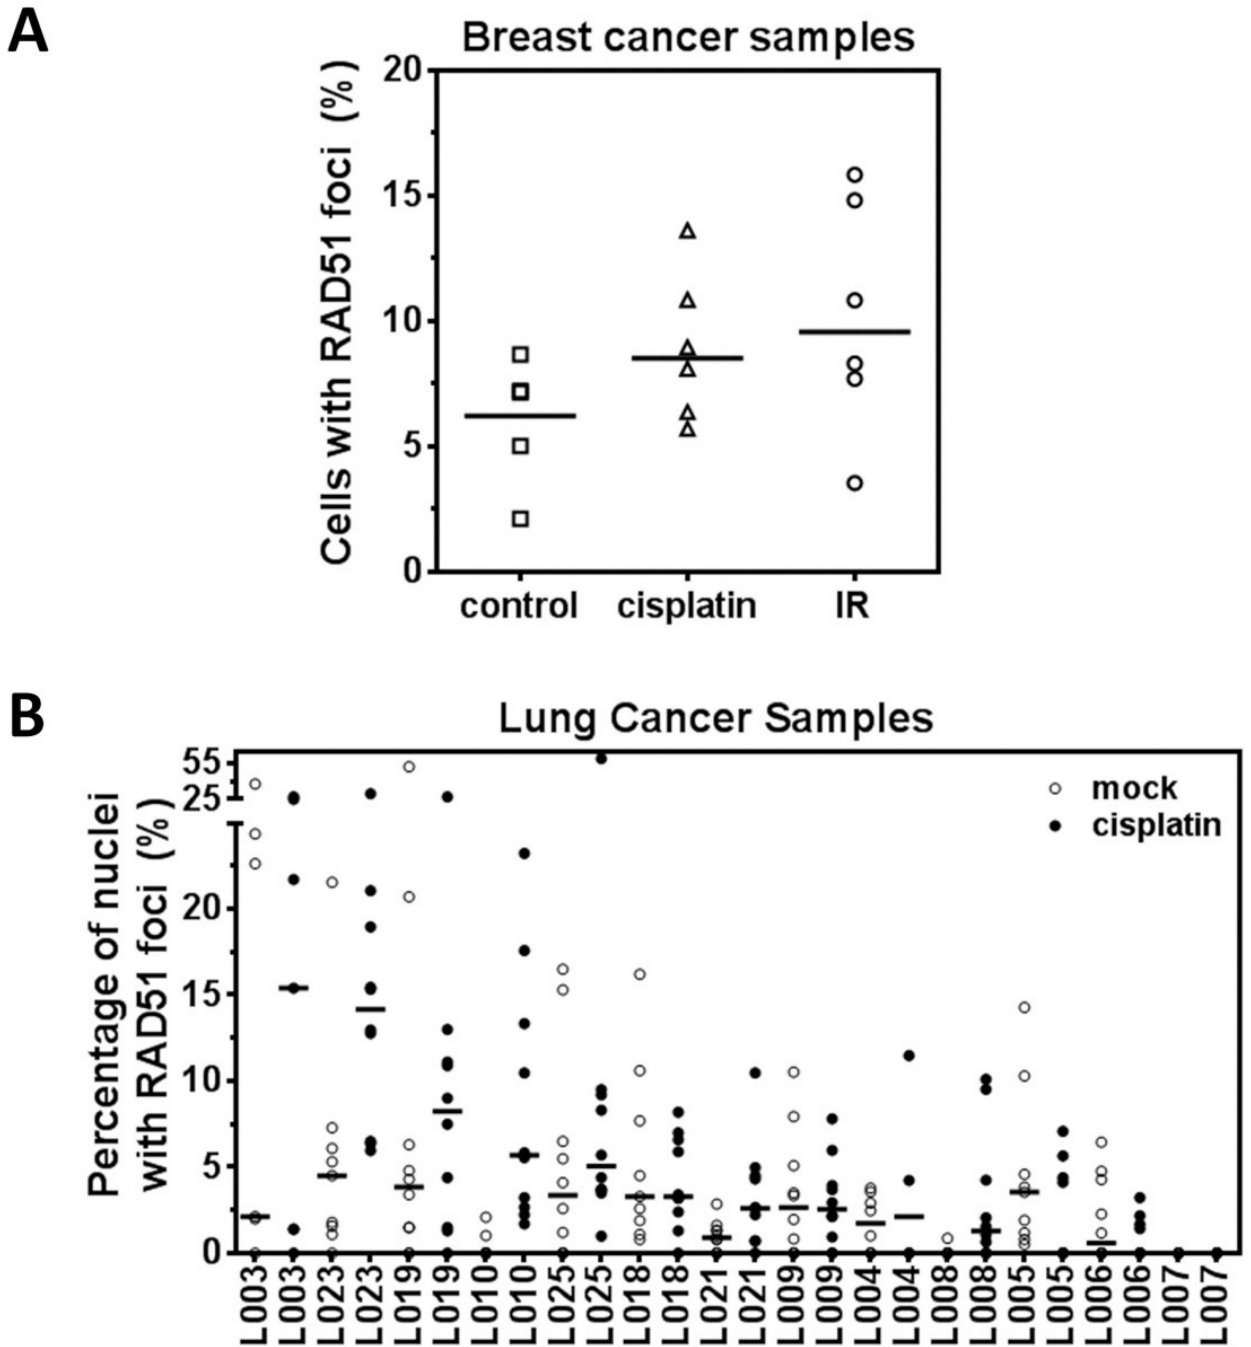 A
Breast cancer samples
Cells with RAD51 foci (%)
20
15
10
5
0
control cisplatin IR
B
Lung Cancer Samples
Percentage of nuclei
with RAD51 foci (%)
55
25
20
15
10
5
0
mock
cisplatin
L003 L003 L023 L023 L019 L019 L010 L010 L025 L025 L018 L018 L021 L021 L009 L009 L004 L004 L008 L008 L005 L005 L006 L006 L007 L007